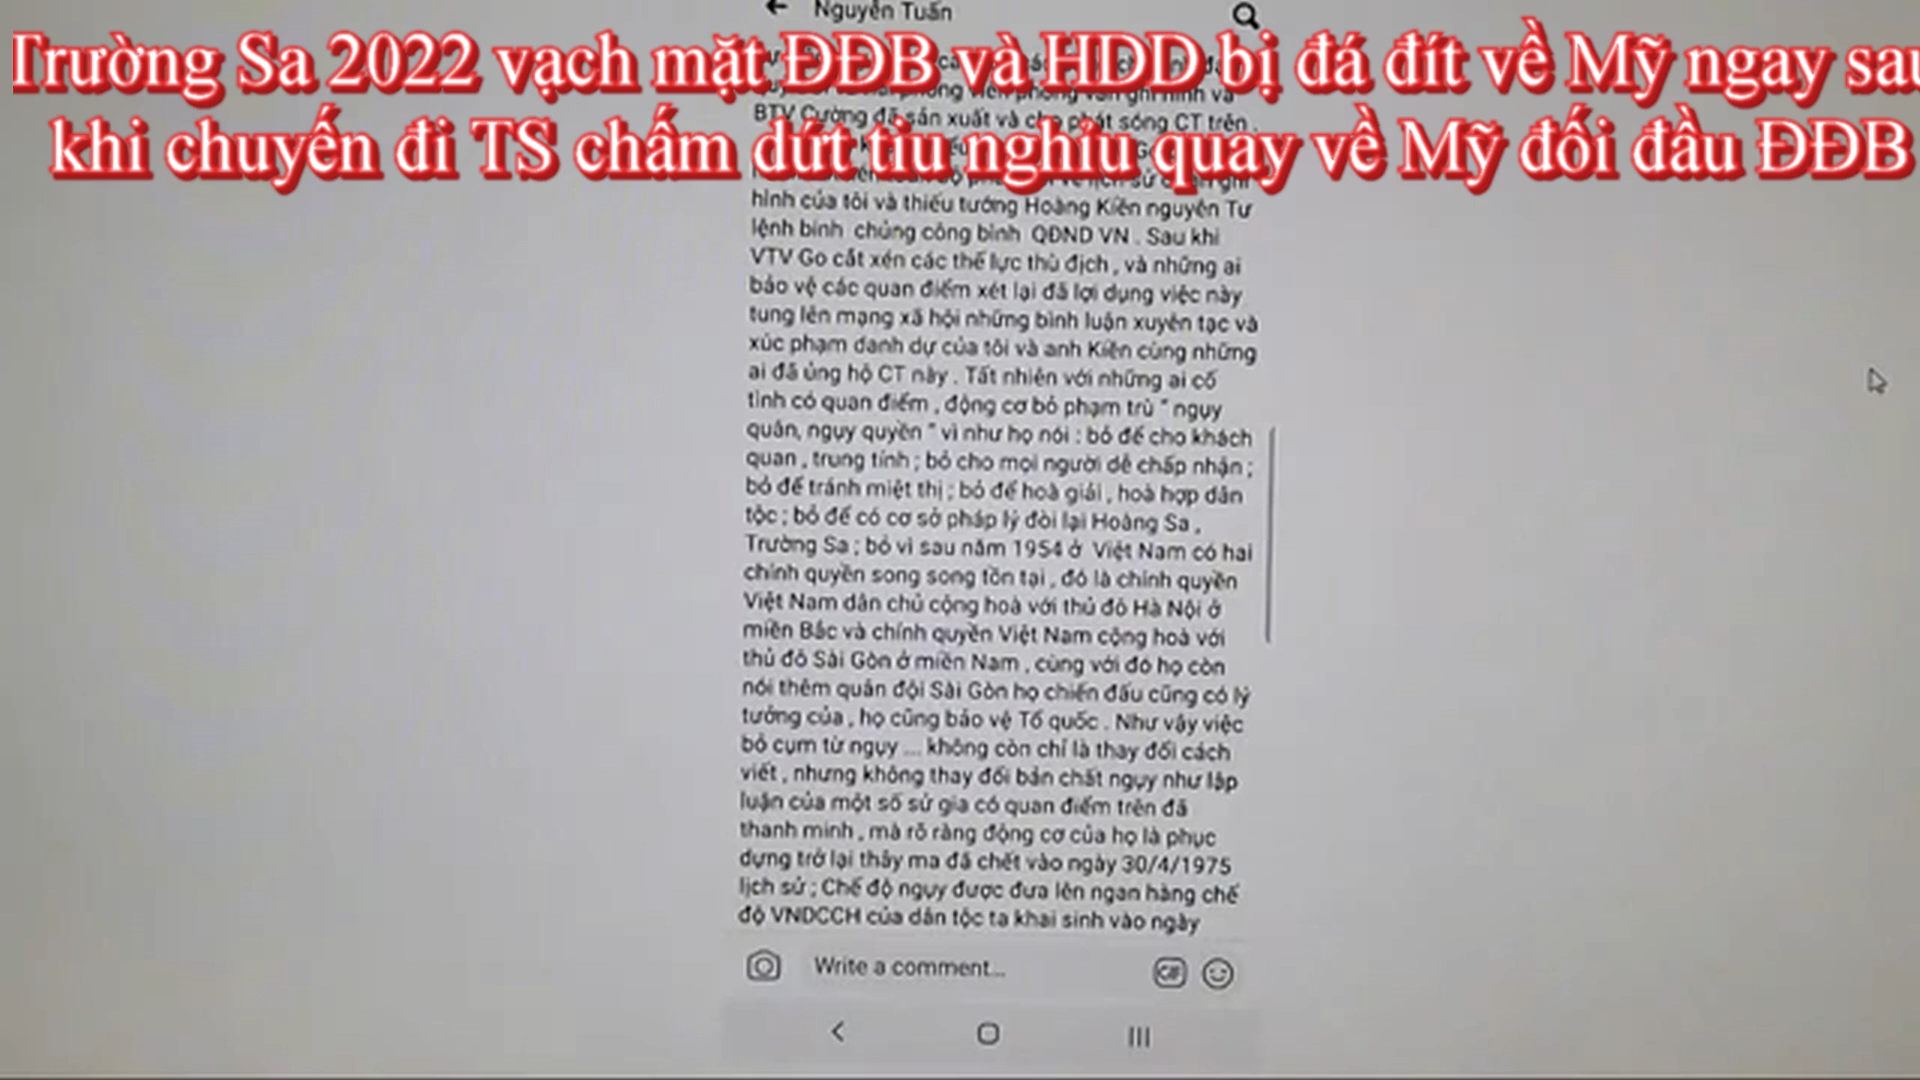 Nguyễn Tuấn
Trường Sa 2022 vạch mặt ĐĐB và HDD bị đá đít về Mỹ ngay sau
khi chuyến đi TS chấm dứt tiu nghỉu quay về Mỹ đối đầu ĐĐB
BTV Cường đã sản xuất và cho phát sóng CT trên .
hình của tôi và thiếu tướng Hoàng Kiền nguyên Tư
lệnh binh chủng công binh QĐND VN . Sau khi
VTV Go cắt xén các thế lực thù địch , và những ai
bảo vệ các quan điểm xét lại đã lợi dụng việc này
tung lên mạng xã hội những bình luận xuyên tạc và
xúc phạm danh dự của tôi và anh Kiền cùng những
ai đã ủng hộ CT này . Tất nhiên với những ai cố
tình có quan điểm , động cơ bỏ phạm trù " ngụy
quân, ngụy quyền " vì như họ nói : bỏ để cho khách
quan , trung tính ; bỏ cho mọi người dễ chấp nhận ;
bỏ để tránh miệt thị ; bỏ để hoà giải , hoà hợp dân
tộc ; bỏ để có cơ sở pháp lý đòi lại Hoàng Sa ,
Trường Sa ; bỏ vì sau năm 1954 ở Việt Nam có hai
chính quyền song song tồn tại , đó là chính quyền
Việt Nam dân chủ cộng hoà với thủ đô Hà Nội ở
miền Bắc và chính quyền Việt Nam cộng hoà với
thủ đô Sài Gòn ở miền Nam , cùng với đó họ còn
nói thêm quân đội Sài Gòn họ chiến đấu cũng có lý
tưởng của , họ cũng bảo vệ Tổ quốc . Như vậy việc
bỏ cụm từ ngụy ... không còn chỉ là thay đổi cách
viết , nhưng không thay đổi bản chất ngụy như lập
luận của một số sử gia có quan điểm trên đã
thanh minh , mà rõ ràng động cơ của họ là phục
dựng trở lại thây ma đã chết vào ngày 30/4/1975
lịch sử ; Chế độ ngụy được đưa lên ngan hàng chế
độ VNDCCH của dân tộc ta khai sinh vào ngày
Write a comment...
GIF